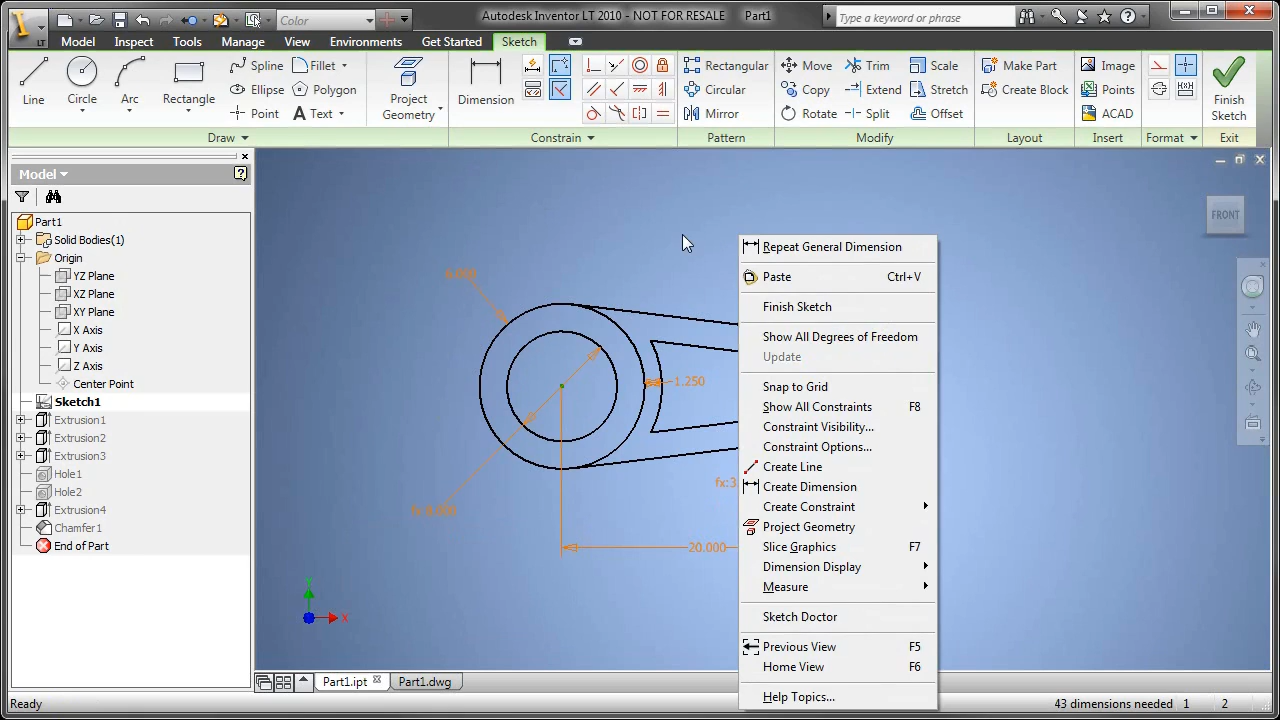 Color
Autodesk Inventor LT 2010 - NOT FOR RESALE Part1
Type a keyword or phrase
LT
Model Inspect Tools Manage View Environments Get Started Sketch
Line
Circle
Arc
Rectangle
Spline
Ellipse
Point
Fillet
Polygon
Text
Project
Geometry
Dimension
Rectangular
Circular
Mirror
Move
Copy
Rotate
Trim
Extend
Split
Scale
Stretch
Offset
Make Part
Create Block
Image
Points
ACAD
Finish
Sketch
Draw
Constrain
Pattern
Modify
Layout
Insert
Format
Exit
Model
Part1
Solid Bodies(1)
Origin
YZ Plane
XZ Plane
XY Plane
X Axis
Y Axis
Z Axis
Center Point
Sketch1
Extrusion1
Extrusion2
Extrusion3
Hole1
Hole2
Extrusion4
Chamfer1
End of Part
FRONT
1.250
fx:3
20.000
Y
X
Repeat General Dimension
Paste Ctrl+V
Finish Sketch
Show All Degrees of Freedom
Update
Snap to Grid
Show All Constraints F8
Constraint Visibility...
Constraint Options...
Create Line
Create Dimension
Create Constraint
Project Geometry
Slice Graphics F7
Dimension Display
Measure
Sketch Doctor
Previous View F5
Home View F6
Help Topics...
Part1.ipt
Part1.dwg
Ready
43 dimensions needed 1 2